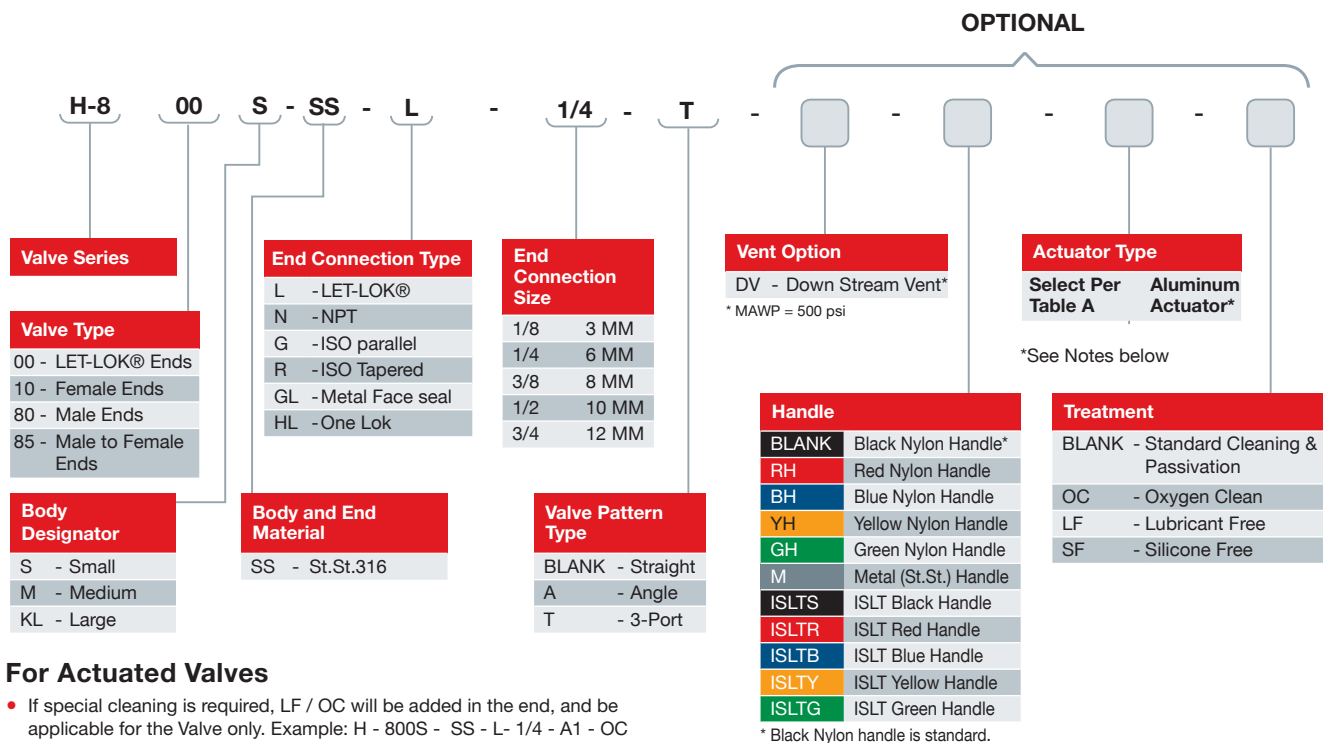 OPTIONAL
H-8 00 S - SS - L - 1/4 - T - - - -
Valve Series
Valve Type
00 - LET-LOK® Ends
10 - Female Ends
80 - Male Ends
85 - Male to Female
Ends
Body
Designator
S - Small
M - Medium
KL - Large
End Connection Type
L -LET-LOK®
N -NPT
G -ISO parallel
R -ISO Tapered
GL -Metal Face seal
HL -One Lok
Body and End
Material
SS - St.St.316
End
Connection
Size
1/8 3 MM
1/4 6 MM
3/8 8 MM
1/2 10 MM
3/4 12 MM
Valve Pattern
Type
BLANK - Straight
A - Angle
T - 3-Port
Vent Option
DV - Down Stream Vent*
* MAWP = 500 psi
Handle
BLANK Black Nylon Handle*
RH Red Nylon Handle
BH Blue Nylon Handle
YH Yellow Nylon Handle
GH Green Nylon Handle
M Metal (St.St.) Handle
ISLTS ISLT Black Handle
ISLTR ISLT Red Handle
ISLTB ISLT Blue Handle
ISLTY ISLT Yellow Handle
ISLTG ISLT Green Handle
* Black Nylon handle is standard.
Actuator Type
Select Per Aluminum
Table A Actuator*
*See Notes below
Treatment
BLANK - Standard Cleaning &
Passivation
OC - Oxygen Clean
LF - Lubricant Free
SF - Silicone Free
For Actuated Valves
• If special cleaning is required, LF / OC will be added in the end, and be
applicable for the Valve only. Example: H - 800S - SS - L- 1/4 - A1 - OC